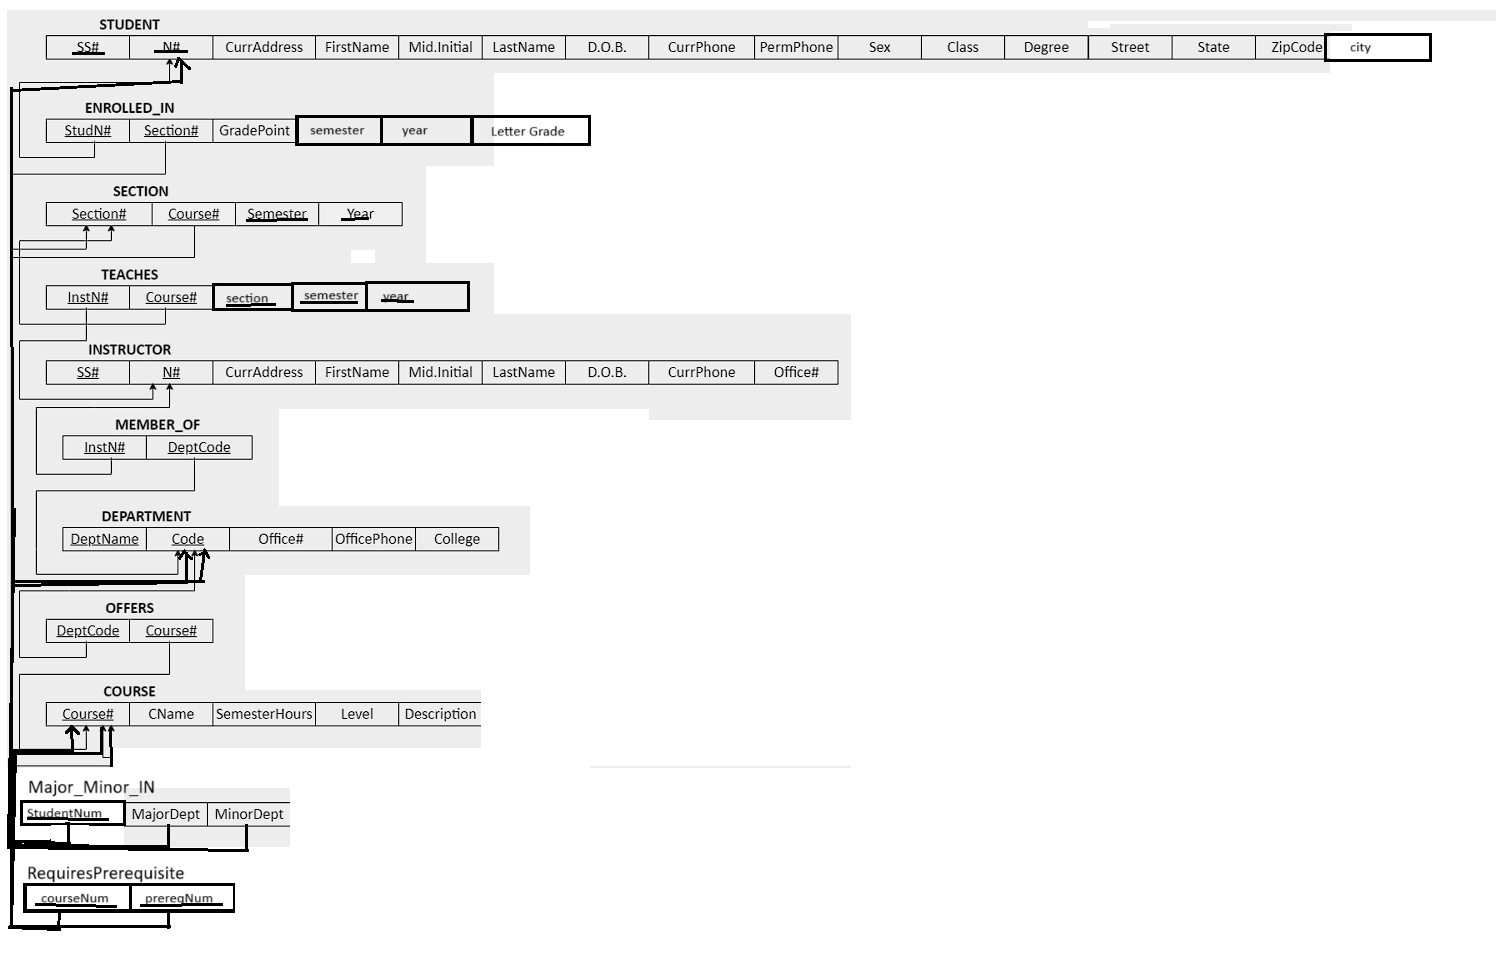 STUDENT
SS# N# CurrAddress FirstName Mid.Initial LastName D.O.B. CurrPhone PermPhone Sex Class Degree Street State ZipCode city
ENROLLED_IN
StudN# Section# GradePoint semester year Letter Grade
SECTION
Section# Course# Semester Year
TEACHES
InstN# Course# section semester year
INSTRUCTOR
SS# N# CurrAddress FirstName Mid.Initial LastName D.O.B. CurrPhone Office#
MEMBER_OF
InstN# DeptCode
DEPARTMENT
DeptName Code Office# OfficePhone College
OFFERS
DeptCode Course#
COURSE
Course# CName SemesterHours Level Description
Major_Minor_IN
StudentNum MajorDept MinorDept
RequiresPrerequisite
courseNum prereqNum